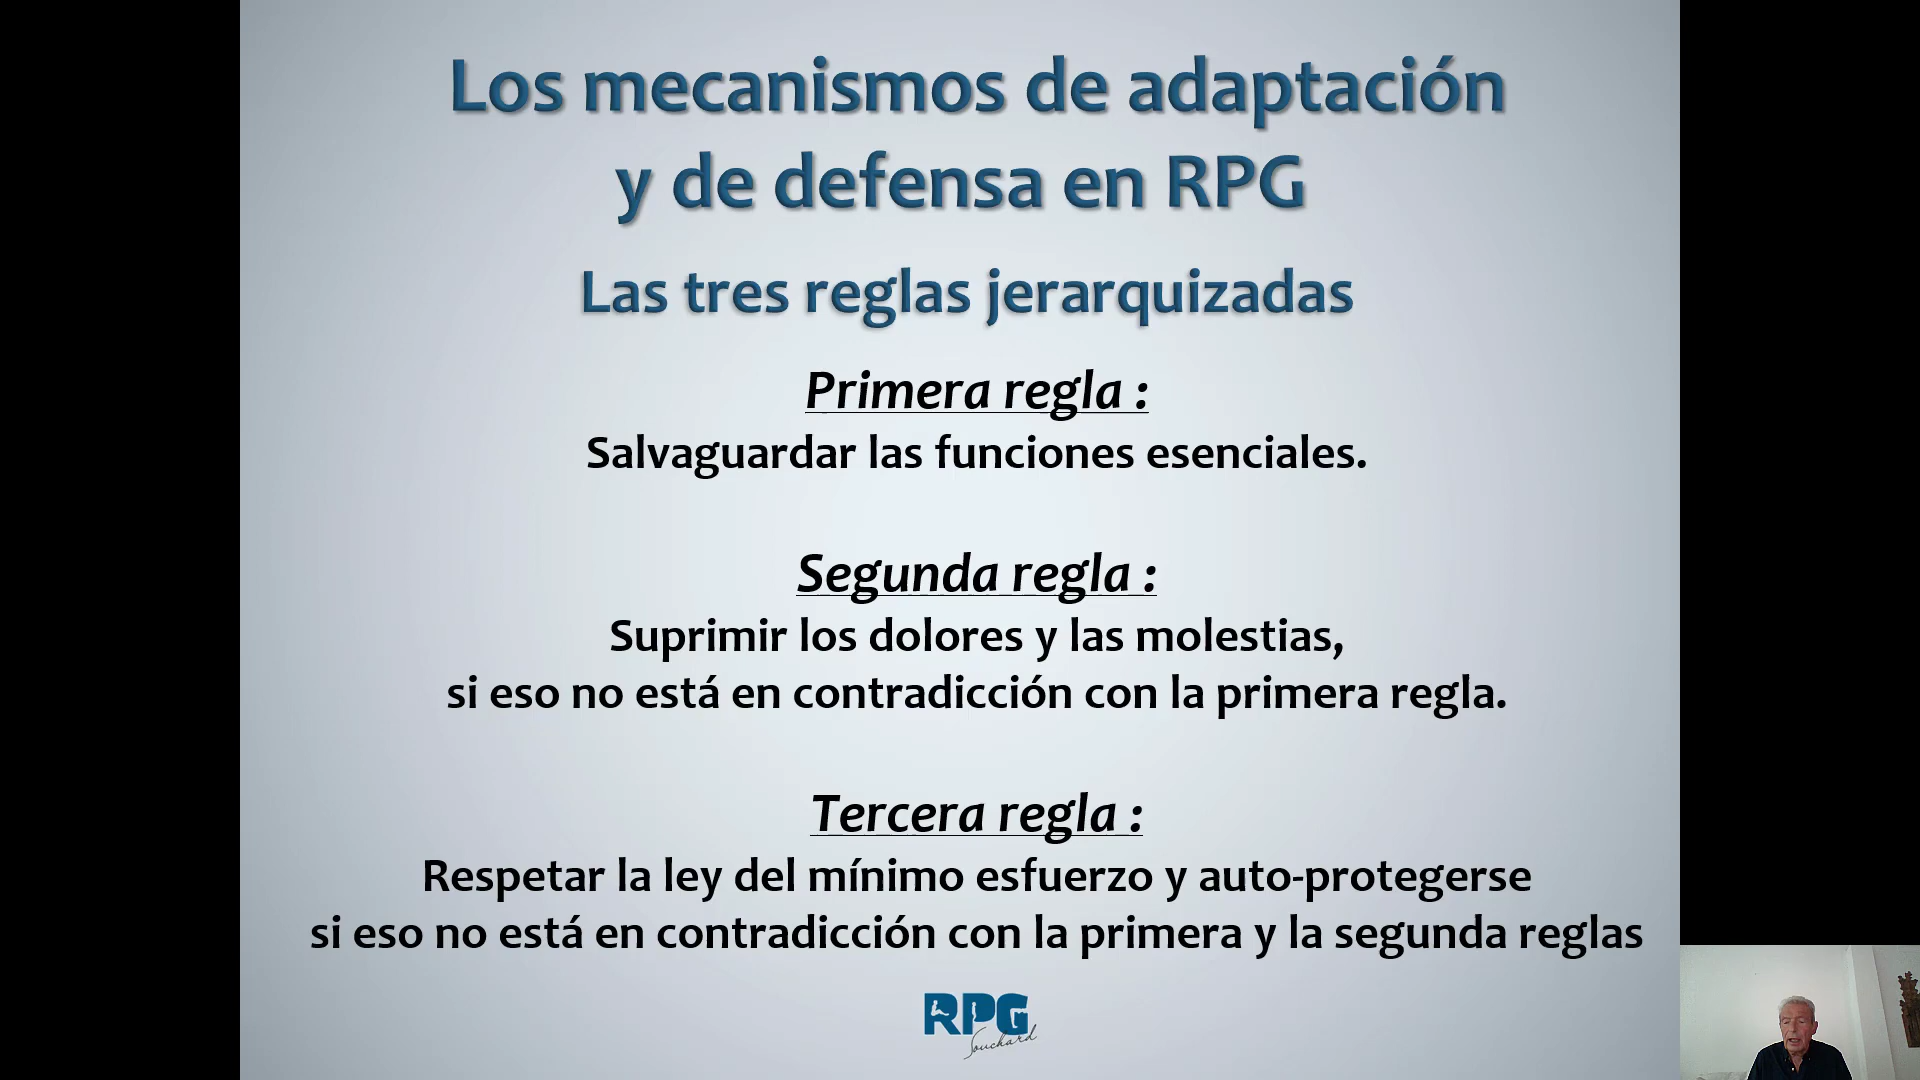 Los mecanismos de adaptación
y de defensa en RPG
Las tres reglas jerarquizadas
Primera regla :
Salvaguardar las funciones esenciales.
Segunda regla :
Suprimir los dolores y las molestias,
si eso no está en contradicción con la primera regla.
Tercera regla :
Respetar la ley del mínimo esfuerzo y auto-protegerse
si eso no está en contradicción con la primera y la segunda reglas
RPG
Souchard